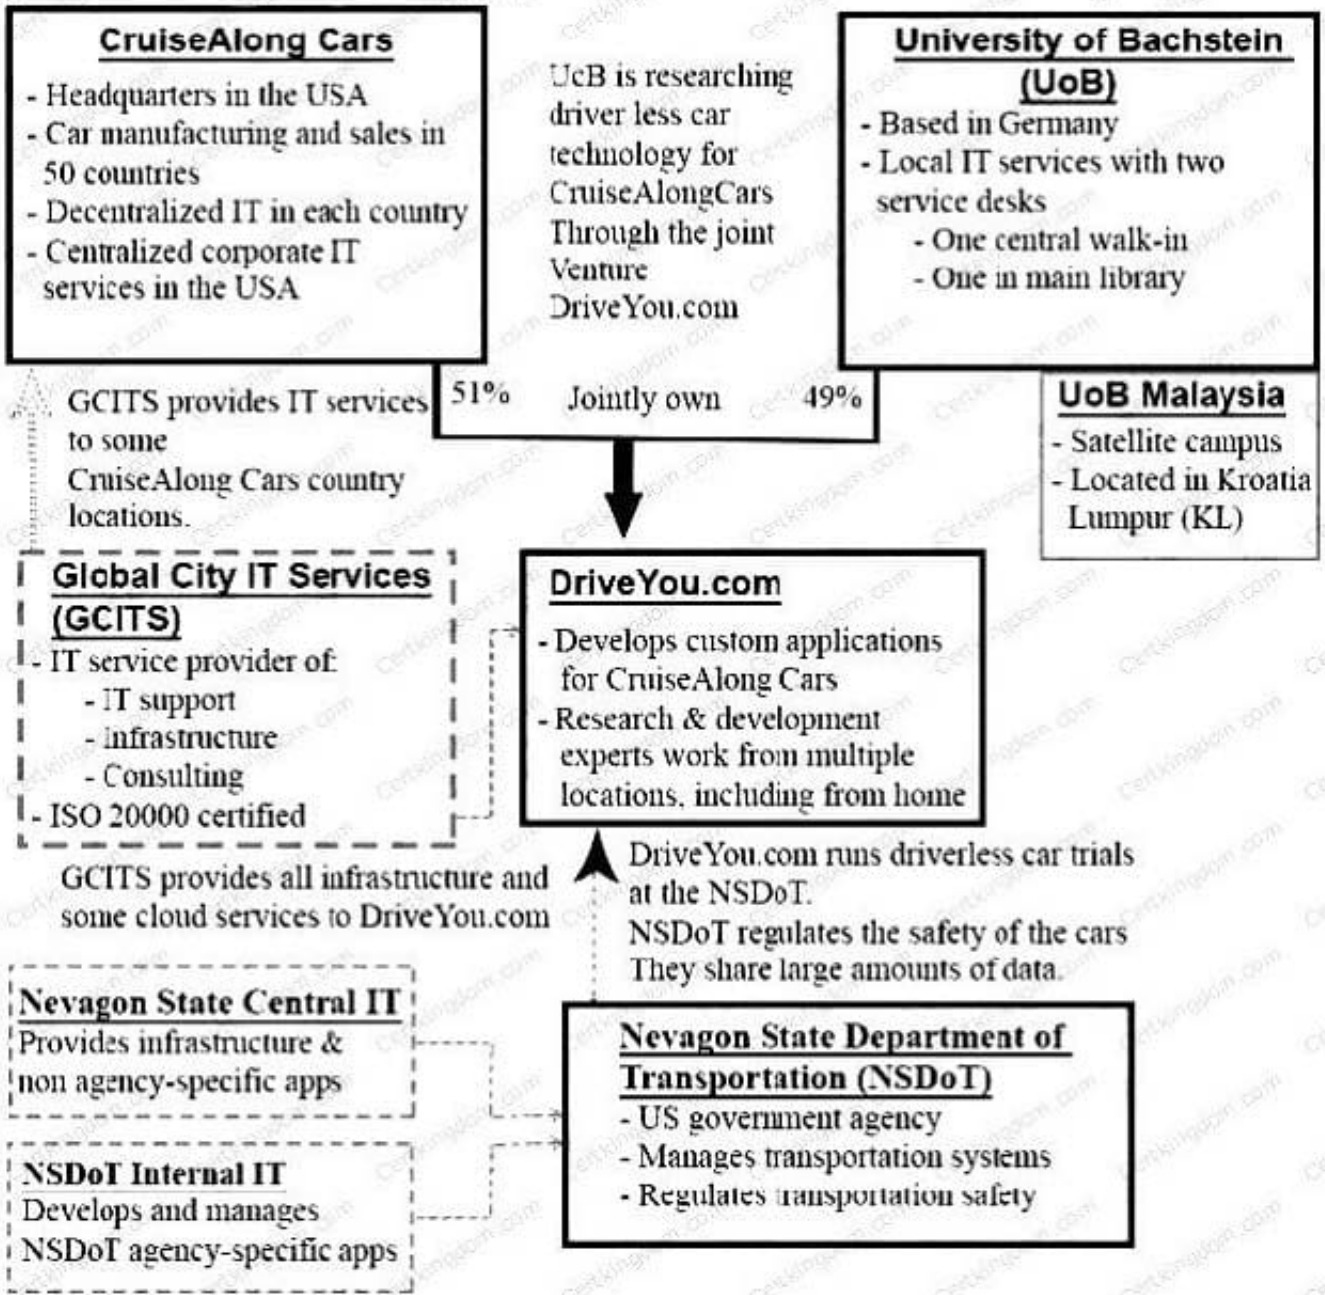 CruiseAlong Cars
- Headquarters in the USA
- Car manufacturing and sales in
50 countries
- Decentralized IT in each country
- Centralized corporate IT
services in the USA
UcB is researching
driver less car
technology for
CruiseAlongCars
Through the joint
Venture
DriveYou.com
University of Bachstein
(UoB)
- Based in Germany
- Local IT services with two
service desks
- One central walk-in
- One in main library
51% Jointly own 49%
UoB Malaysia
- Satellite campus
- Located in Kroatia
Lumpur (KL)
GCITS provides IT services
to some
CruiseAlong Cars country
locations.
Global City IT Services
(GCITS)
- IT service provider of:
- IT support
- Infrastructure
- Consulting
- ISO 20000 certified
DriveYou.com
- Develops custom applications
for CruiseAlong Cars
- Research & development
experts work from multiple
locations, including from home
GCITS provides all infrastructure and
some cloud services to DriveYou.com
DriveYou.com runs driverless car trials
at the NSDoT.
NSDoT regulates the safety of the cars
They share large amounts of data.
Nevagon State Central IT
Provides infrastructure &
non agency-specific apps
NSDoT Internal IT
Develops and manages
NSDoT agency-specific apps
Nevagon State Department of
Transportation (NSDoT)
- US government agency
- Manages transportation systems
- Regulates transportation safety